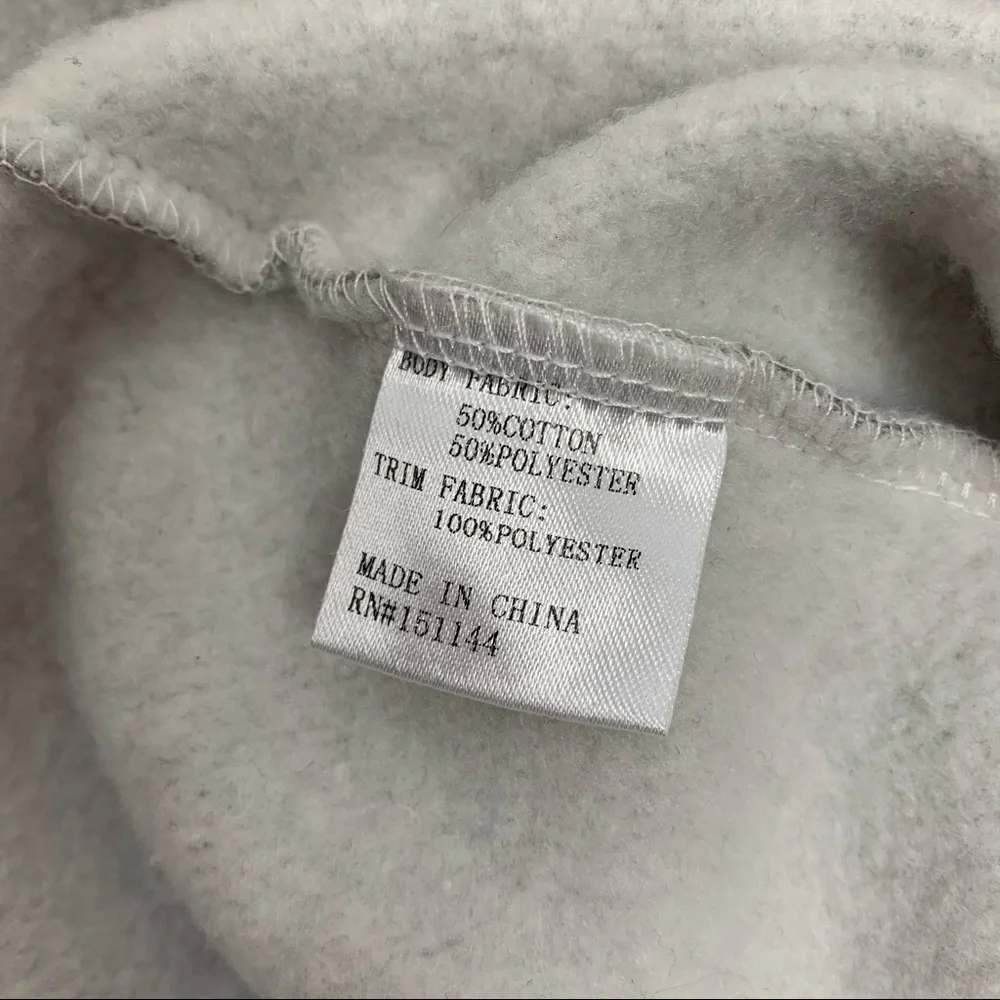 BODY FABRIC:
50%COTTON
50%POLYESTER
TRIM FABRIC:
100%POLYESTER
MADE IN CHINA
RN#151144